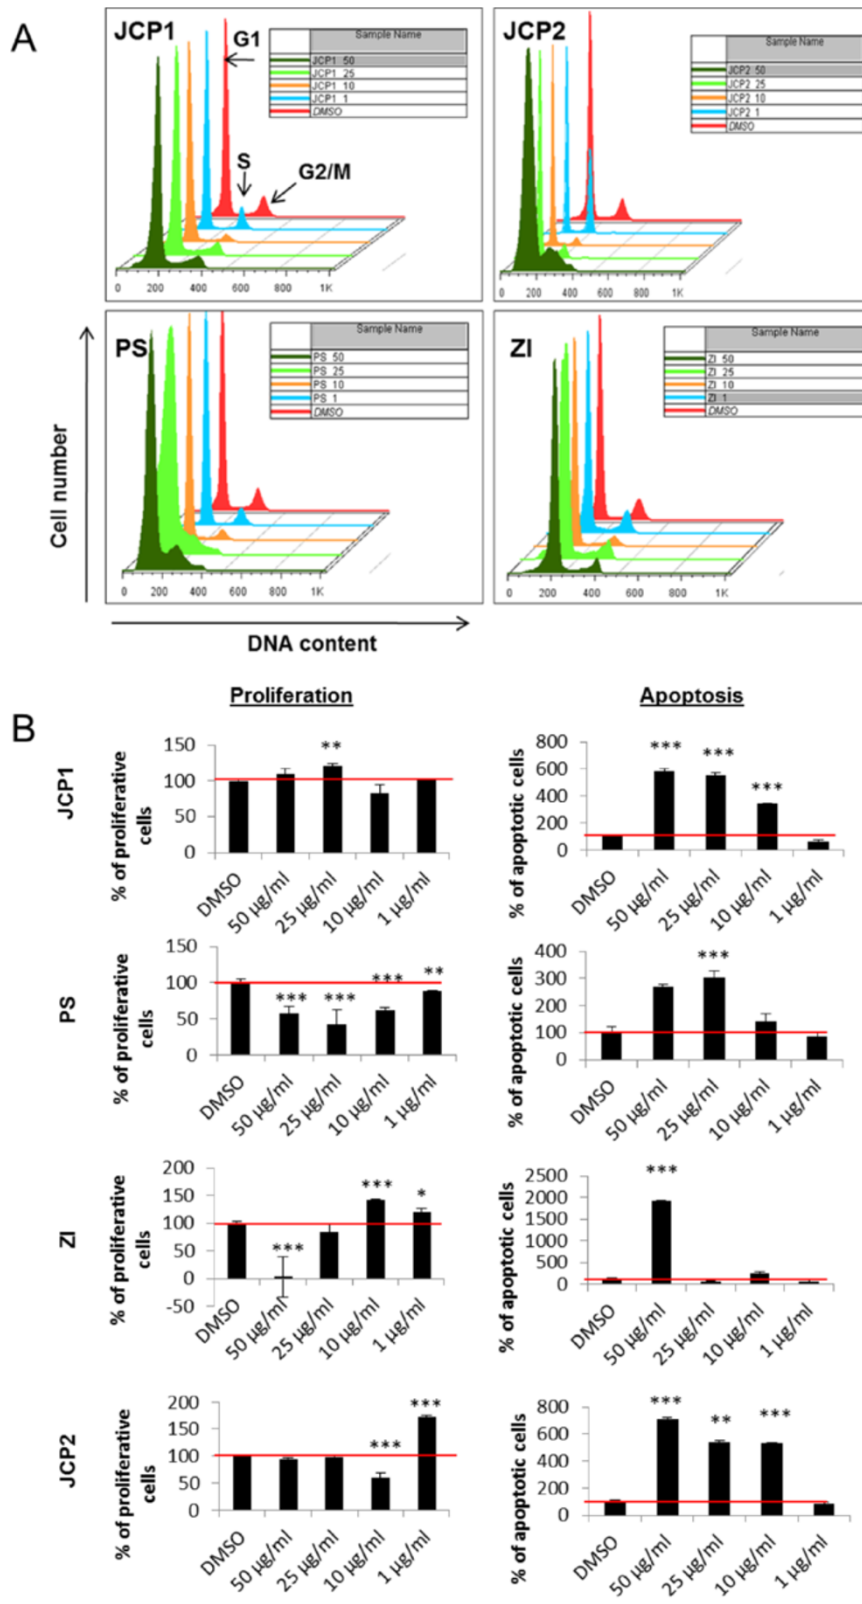 A
JCP1
G1
S
G2/M
Sample Name
JCP1 50
JCP1 25
JCP1 10
JCP1 1
DMSO
0 200 400 600 800 1K
JCP2
Sample Name
JCP2 50
JCP2 25
JCP2 10
JCP2 1
DMSO
0 200 400 600 800 1K
PS
Sample Name
PS 50
PS 25
PS 10
PS 1
DMSO
0 200 400 600 800 1K
ZI
Sample Name
ZI 50
ZI 25
ZI 10
ZI 1
DMSO
0 200 400 600 800 1K
Cell number
DNA content
B
Proliferation
Apoptosis
JCP1
% of proliferative
cells
150
100
50
0
**
DMSO
50 µg/ml
25 µg/ml
10 µg/ml
1 µg/ml
% of apoptotic cells
800
600
400
200
0
***
***
***
DMSO
50 µg/ml
25 µg/ml
10 µg/ml
1 µg/ml
PS
% of proliferative
cells
150
100
50
0
***
***
***
**
DMSO
50 µg/ml
25 µg/ml
10 µg/ml
1 µg/ml
% of apoptotic cells
400
300
200
100
0
***
DMSO
50 µg/ml
25 µg/ml
10 µg/ml
1 µg/ml
ZI
% of proliferative
cells
200
150
100
50
0
-50
***
***
*
DMSO
50 µg/ml
25 µg/ml
10 µg/ml
1 µg/ml
% of apoptotic cells
2500
2000
1500
1000
500
0
***
DMSO
50 µg/ml
25 µg/ml
10 µg/ml
1 µg/ml
JCP2
% of proliferative
cells
200
150
100
50
0
***
***
DMSO
50 µg/ml
25 µg/ml
10 µg/ml
1 µg/ml
% of apoptotic cells
800
600
400
200
0
***
**
***
DMSO
50 µg/ml
25 µg/ml
10 µg/ml
1 µg/ml